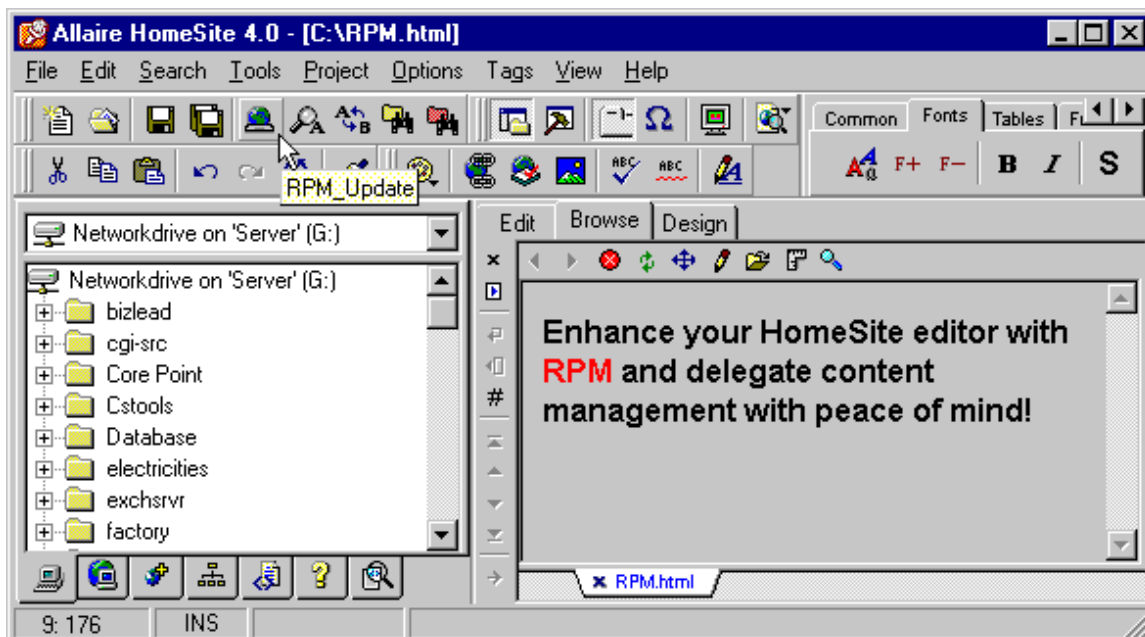 Allaire HomeSite 4.0 - [C:\RPM.html]
File Edit Search Tools Project Options Tags View Help
Common Fonts Tables
A B
RPM_Update
ABC ABC
F+ F- B I S
Networkdrive on 'Server' (G:)
Networkdrive on 'Server' (G:)
bizlead
cgi-src
Core Point
Cstools
Database
electricities
exchsrvr
factory
Edit Browse Design
Enhance your HomeSite editor with
RPM and delegate content
management with peace of mind!
RPM.html
9: 176 INS